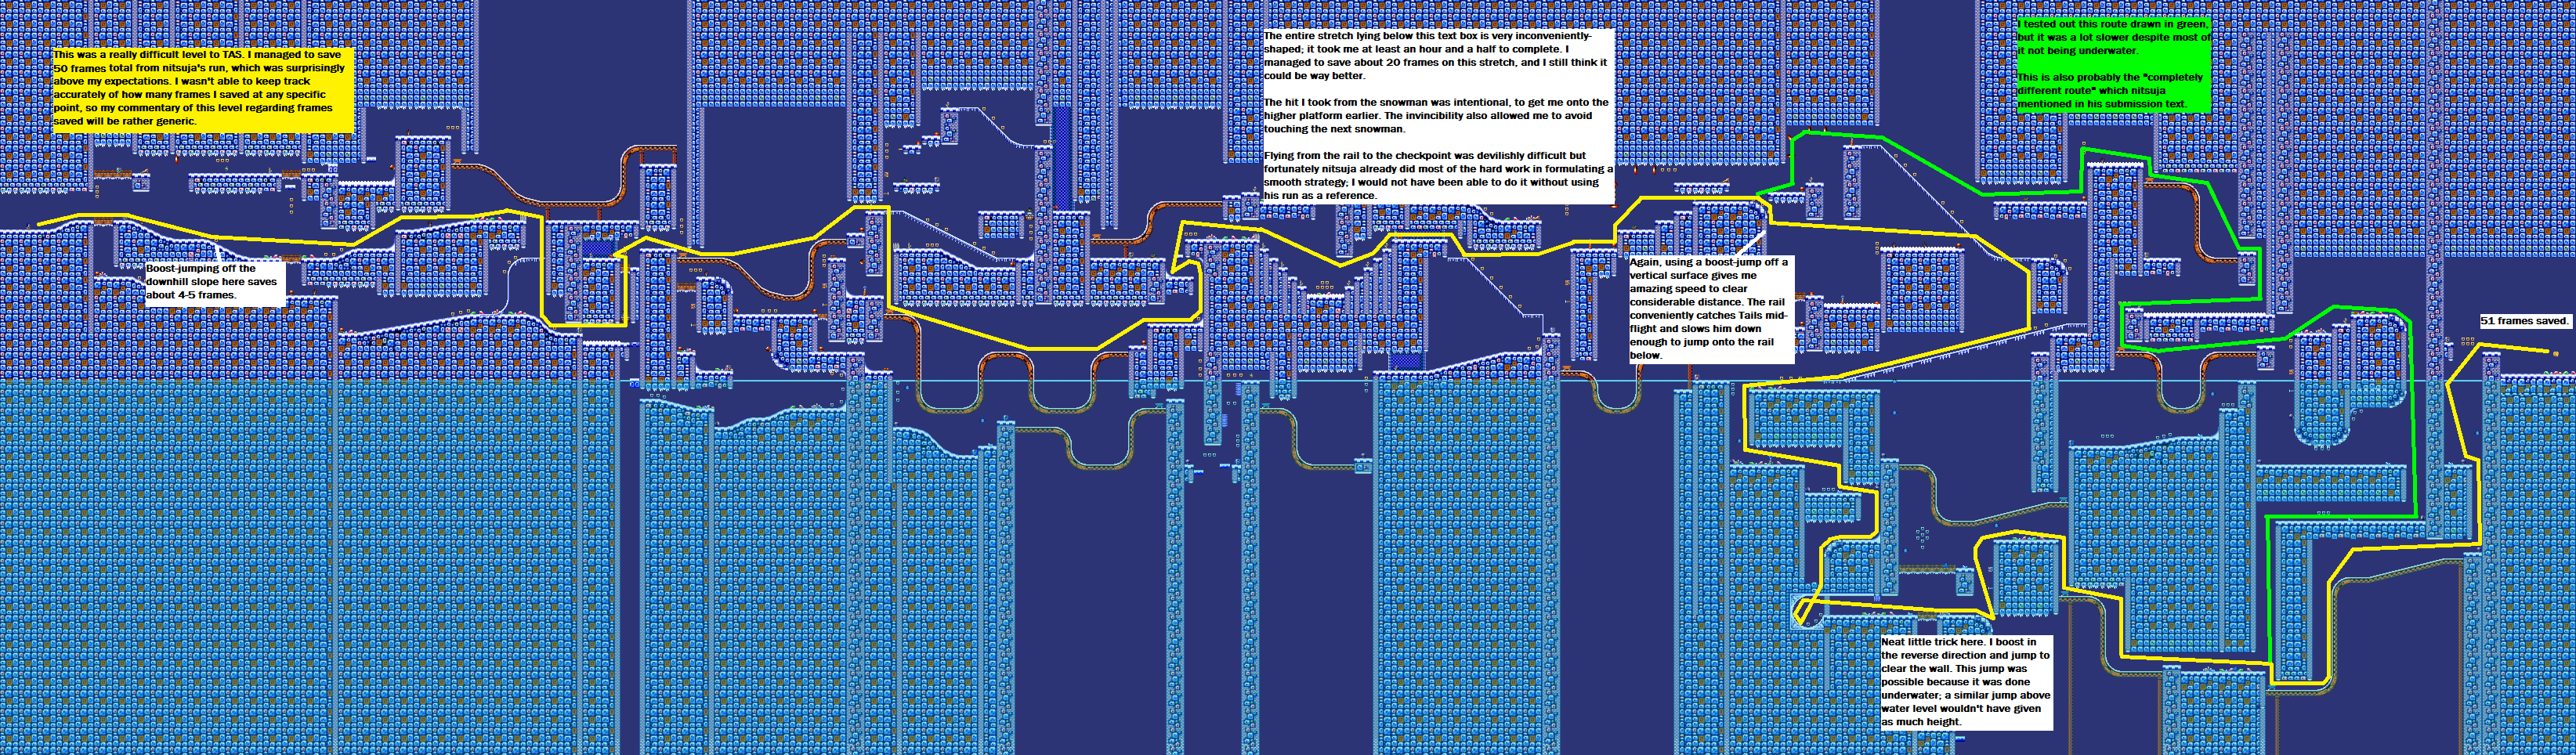 This was a really difficult level to TAS. I managed to save
50 frames total from nitsuja's run, which was surprisingly
above my expectations. I wasn't able to keep track
accurately of how many frames I saved at any specific
point, so my commentary of this level regarding frames
saved will be rather generic.
Boost-jumping off the
downhill slope here saves
about 4-5 frames.
The entire stretch lying below this text box is very inconveniently-
shaped; it took me at least an hour and a half to complete. I
managed to save about 20 frames on this stretch, and I still think it
could be way better.
The hit I took from the snowman was intentional, to get me onto the
higher platform earlier. The invincibility also allowed me to avoid
touching the next snowman.
Flying from the rail to the checkpoint was devilishly difficult but
fortunately nitsuja already did most of the hard work in formulating a
smooth strategy; I would not have been able to do it without using
his run as a reference.
Again, using a boost-jump off a
vertical surface gives me
amazing speed to clear
considerable distance. The rail
conveniently catches Tails mid-
flight and slows him down
enough to jump onto the rail
below.
I tested out this route drawn in green,
but it was a lot slower despite most of
it not being underwater.
This is also probably the "completely
different route" which nitsuja
mentioned in his submission text.
51 frames saved.
Neat little trick here. I boost in
the reverse direction and jump to
clear the wall. This jump was
possible because it was done
underwater; a similar jump above
water level wouldn't have given
as much height.